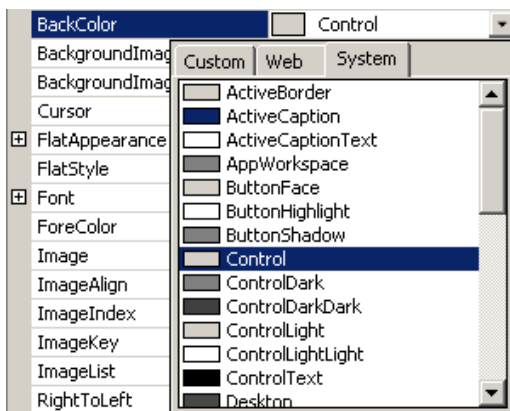 BackColor Control
BackgroundImag
Custom Web System
BackgroundImag
ActiveBorder
ActiveCaption
Cursor
ActiveCaptionText
FlatAppearance
AppWorkspace
FlatStyle
ButtonFace
Font
ButtonHighlight
ForeColor
ButtonShadow
Image
Control
ImageAlign
ControlDark
ImageIndex
ControlDarkDark
ControlLight
ImageKey
ControlLightLight
ImageList
ControlText
RightToLeft
Desktop